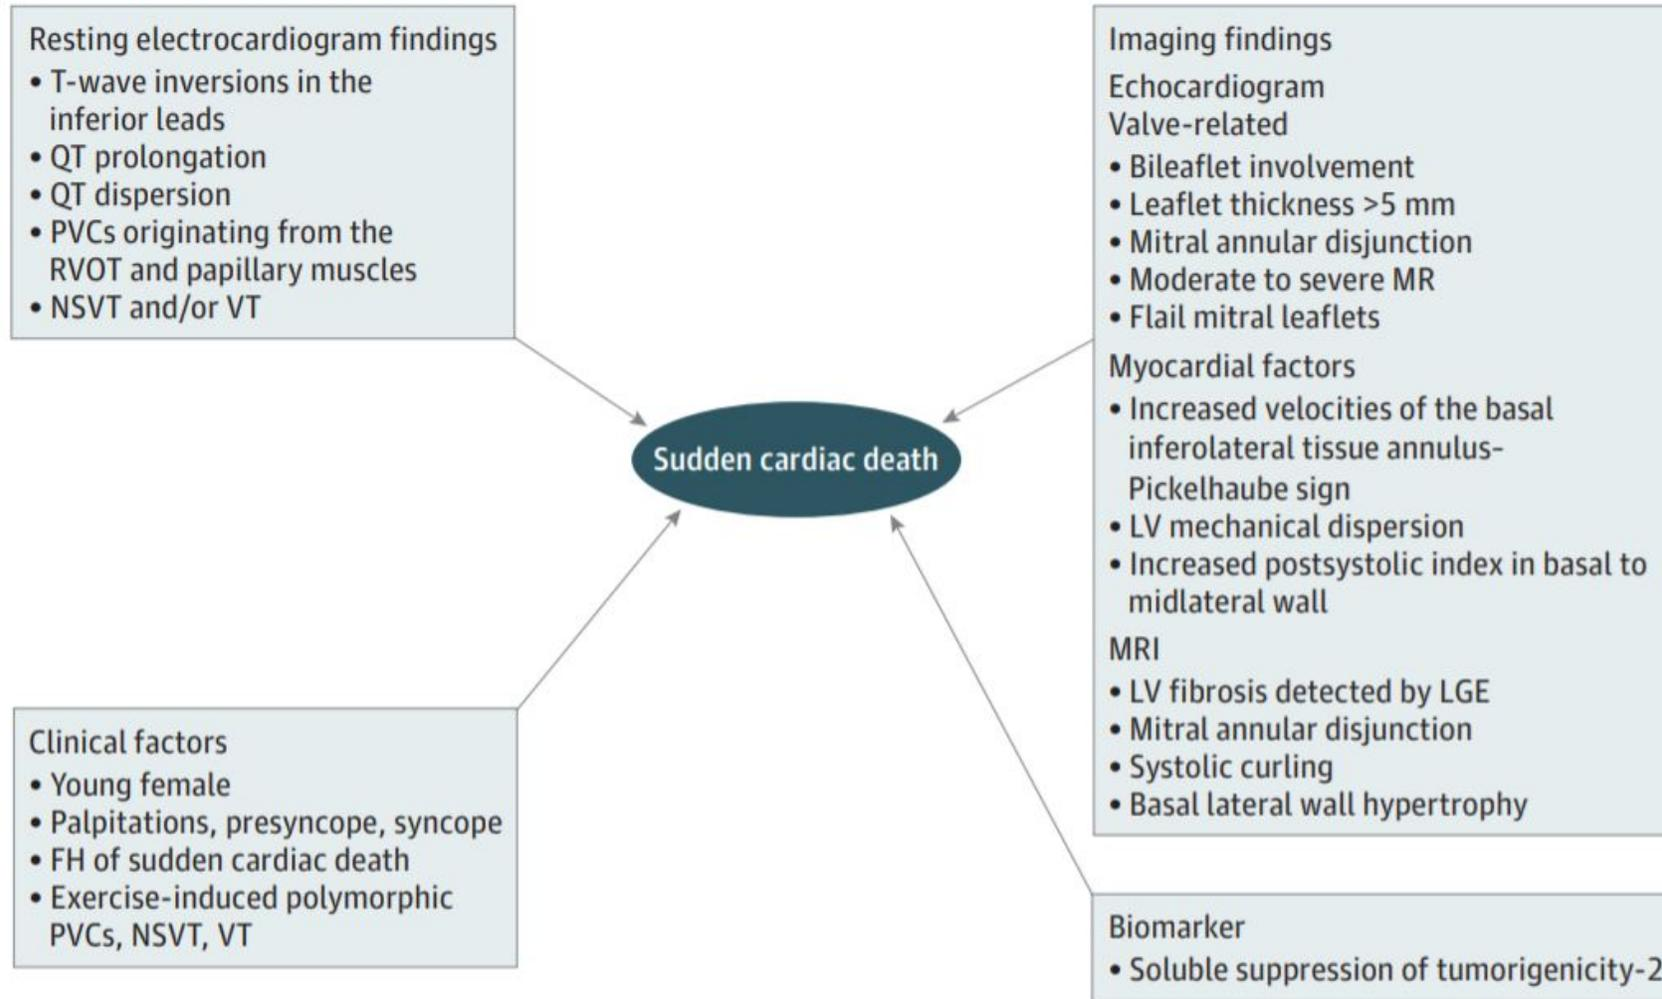 Resting electrocardiogram findings
• T-wave inversions in the
inferior leads
• QT prolongation
• QT dispersion
• PVCs originating from the
RVOT and papillary muscles
• NSVT and/or VT
Imaging findings
Echocardiogram
Valve-related
• Bileaflet involvement
• Leaflet thickness >5 mm
• Mitral annular disjunction
• Moderate to severe MR
• Flail mitral leaflets
Myocardial factors
• Increased velocities of the basal
inferolateral tissue annulus–
Pickelhaube sign
• LV mechanical dispersion
• Increased postsystolic index in basal to
midlateral wall
MRI
• LV fibrosis detected by LGE
• Mitral annular disjunction
• Systolic curling
• Basal lateral wall hypertrophy
Sudden cardiac death
Clinical factors
• Young female
• Palpitations, presyncope, syncope
• FH of sudden cardiac death
• Exercise-induced polymorphic
PVCs, NSVT, VT
Biomarker
• Soluble suppression of tumorigenicity-2